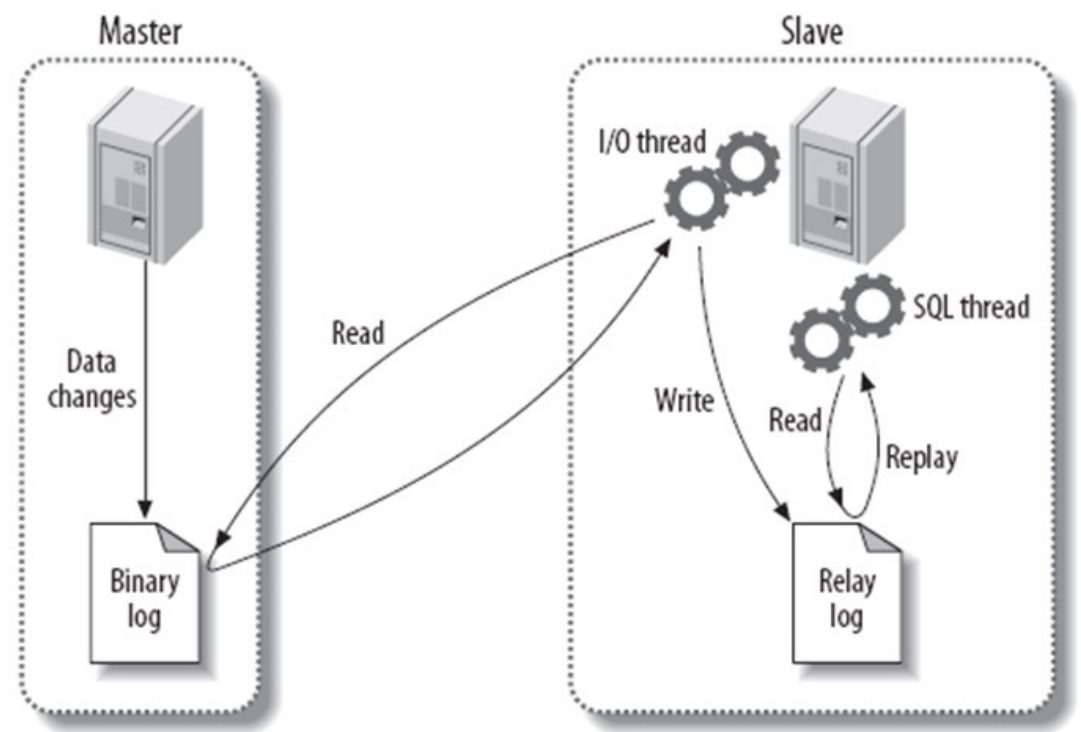 Master
Slave
I/O thread
SQL thread
Read
Data
changes
Write
Read
Replay
Binary
log
Relay
log